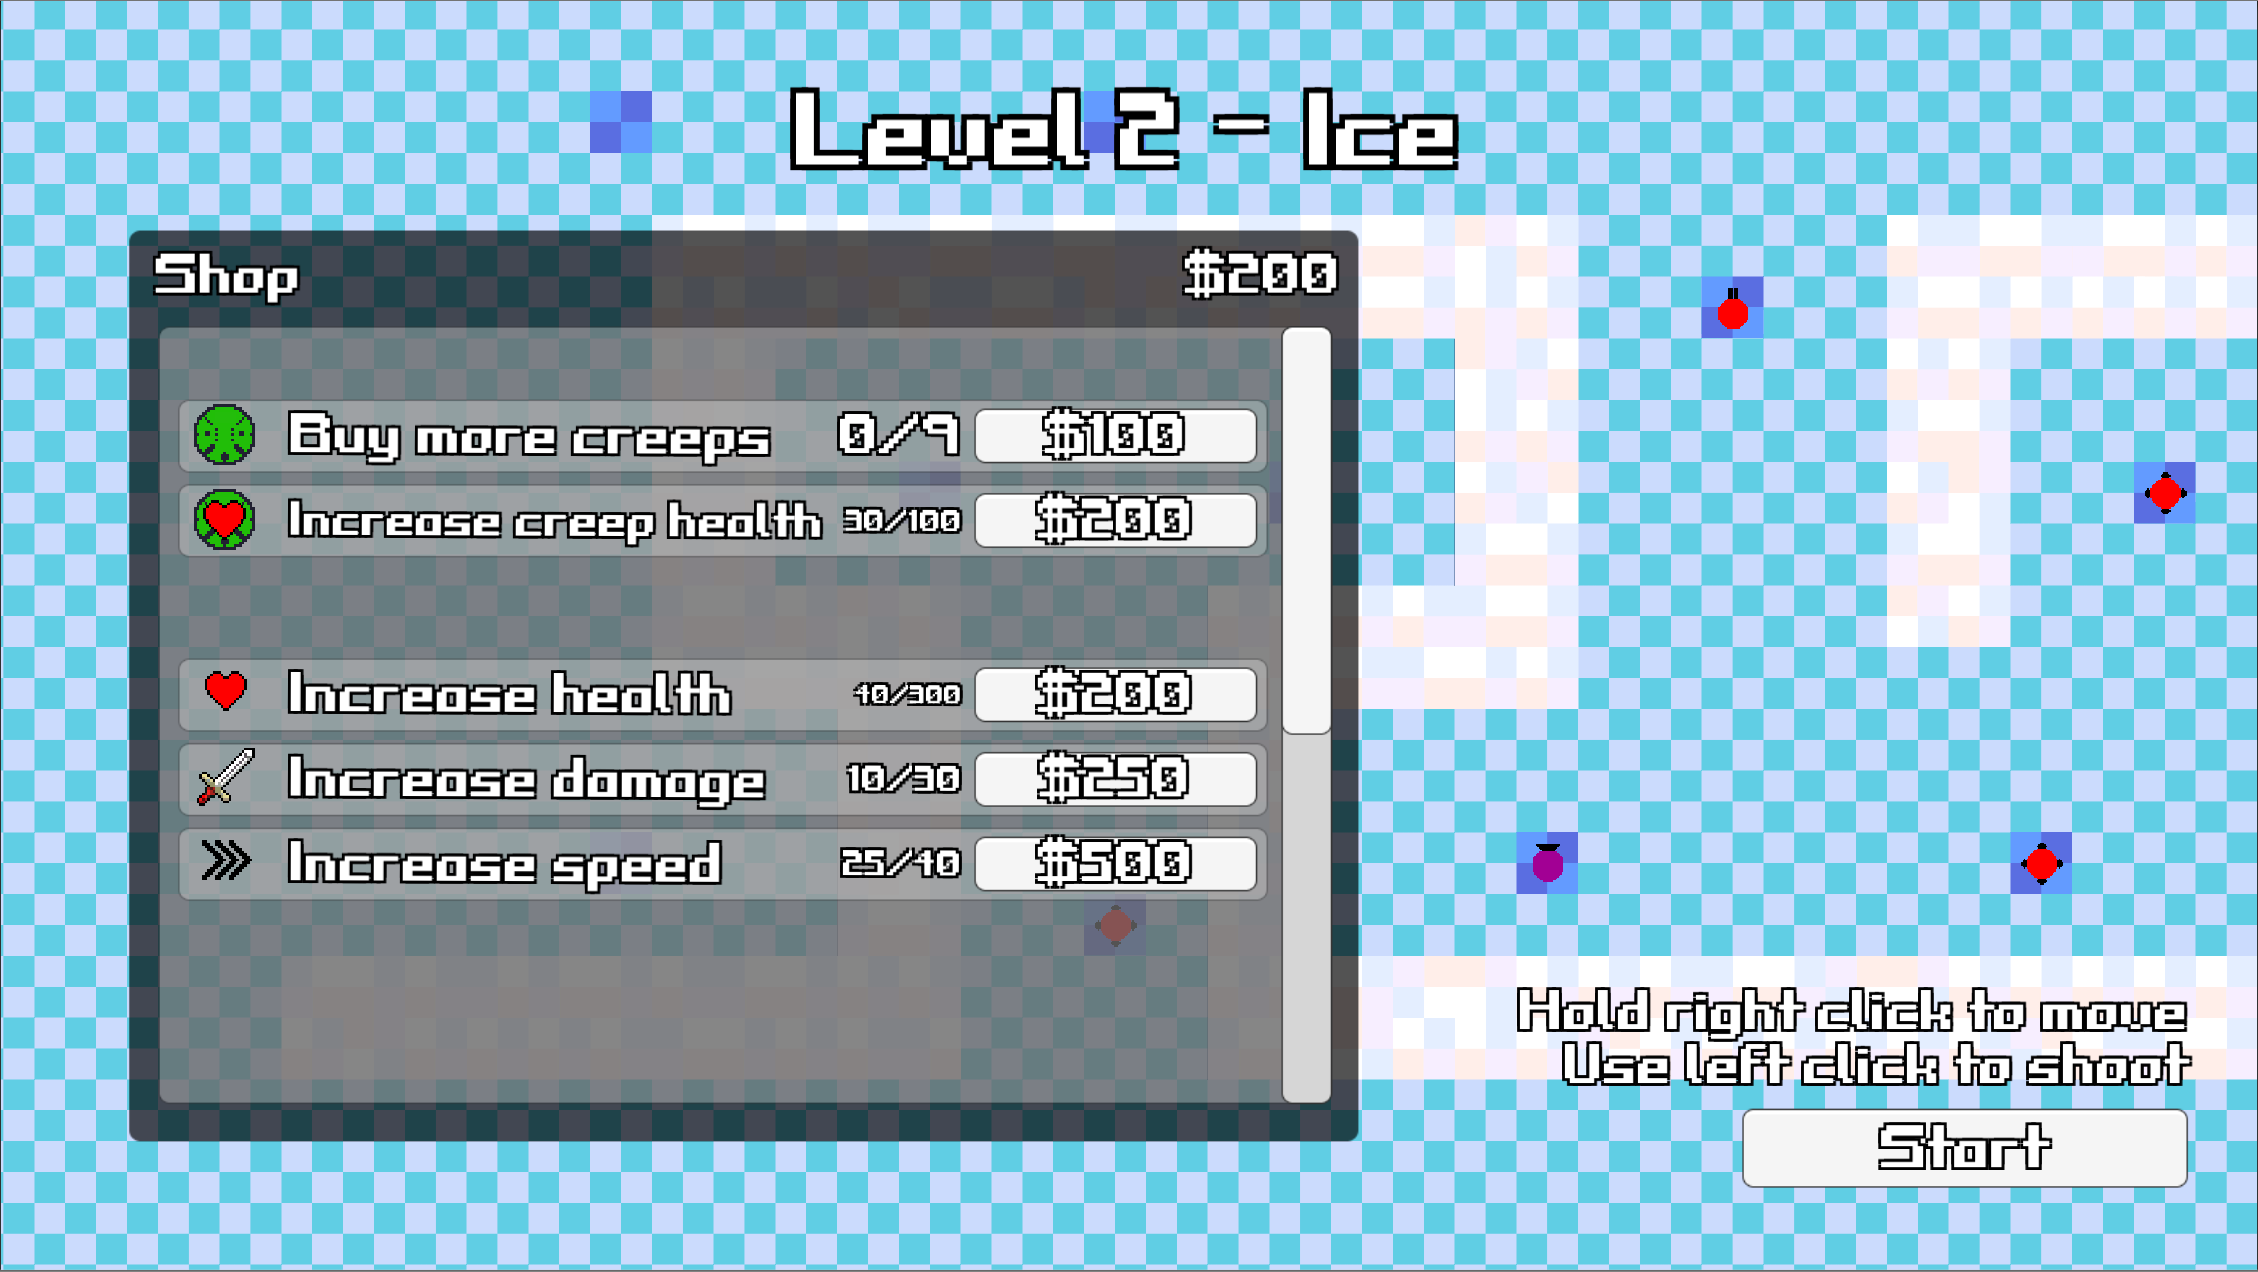 Level 2 - Ice
Shop $200
Buy more creeps 0/9 $100
Increase creep health 30/100 $200
Increase health 40/300 $200
Increase damage 10/30 $250
Increase speed 25/40 $500
Hold right click to move
Use left click to shoot
Start